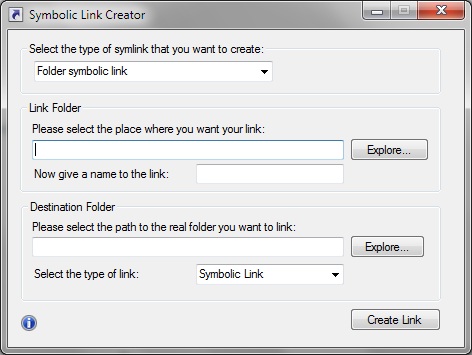 Symbolic Link Creator
Select the type of symlink that you want to create:
Folder symbolic link
Link Folder
Please select the place where you want your link:
Explore...
Now give a name to the link:
Destination Folder
Please select the path to the real folder you want to link:
Explore...
Select the type of link:
Symbolic Link
Create Link